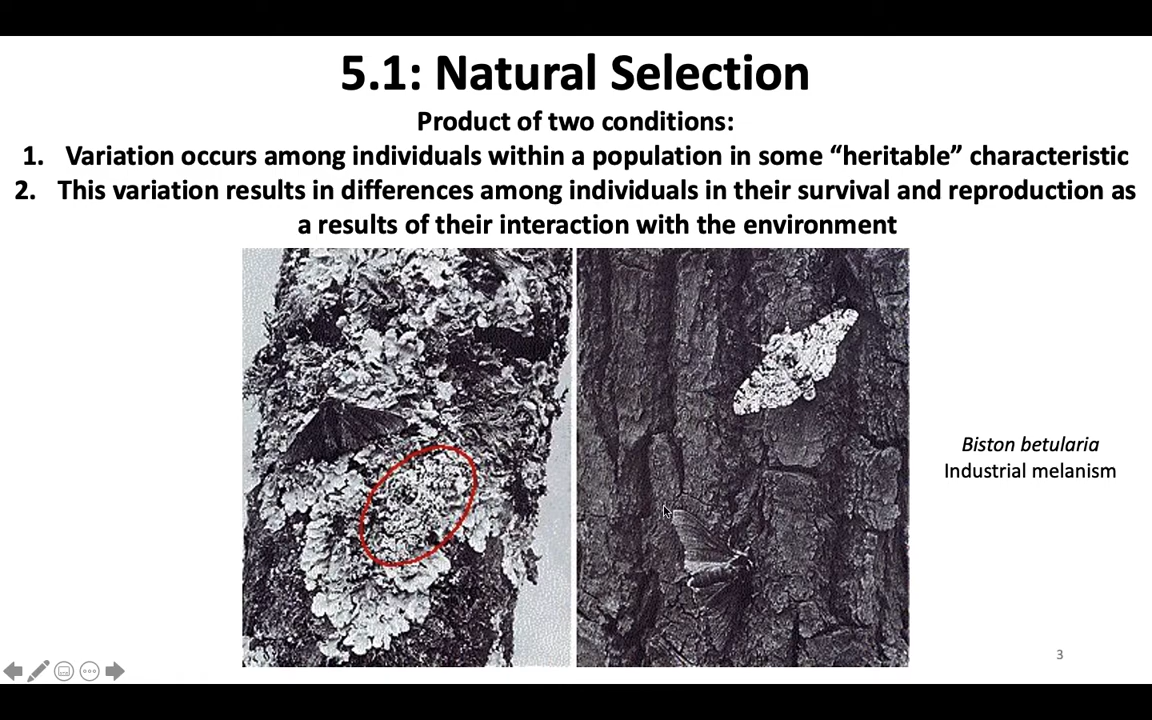 5.1: Natural Selection
Product of two conditions:
1. Variation occurs among individuals within a population in some “heritable” characteristic
2. This variation results in differences among individuals in their survival and reproduction as
a results of their interaction with the environment
Biston betularia
Industrial melanism
3